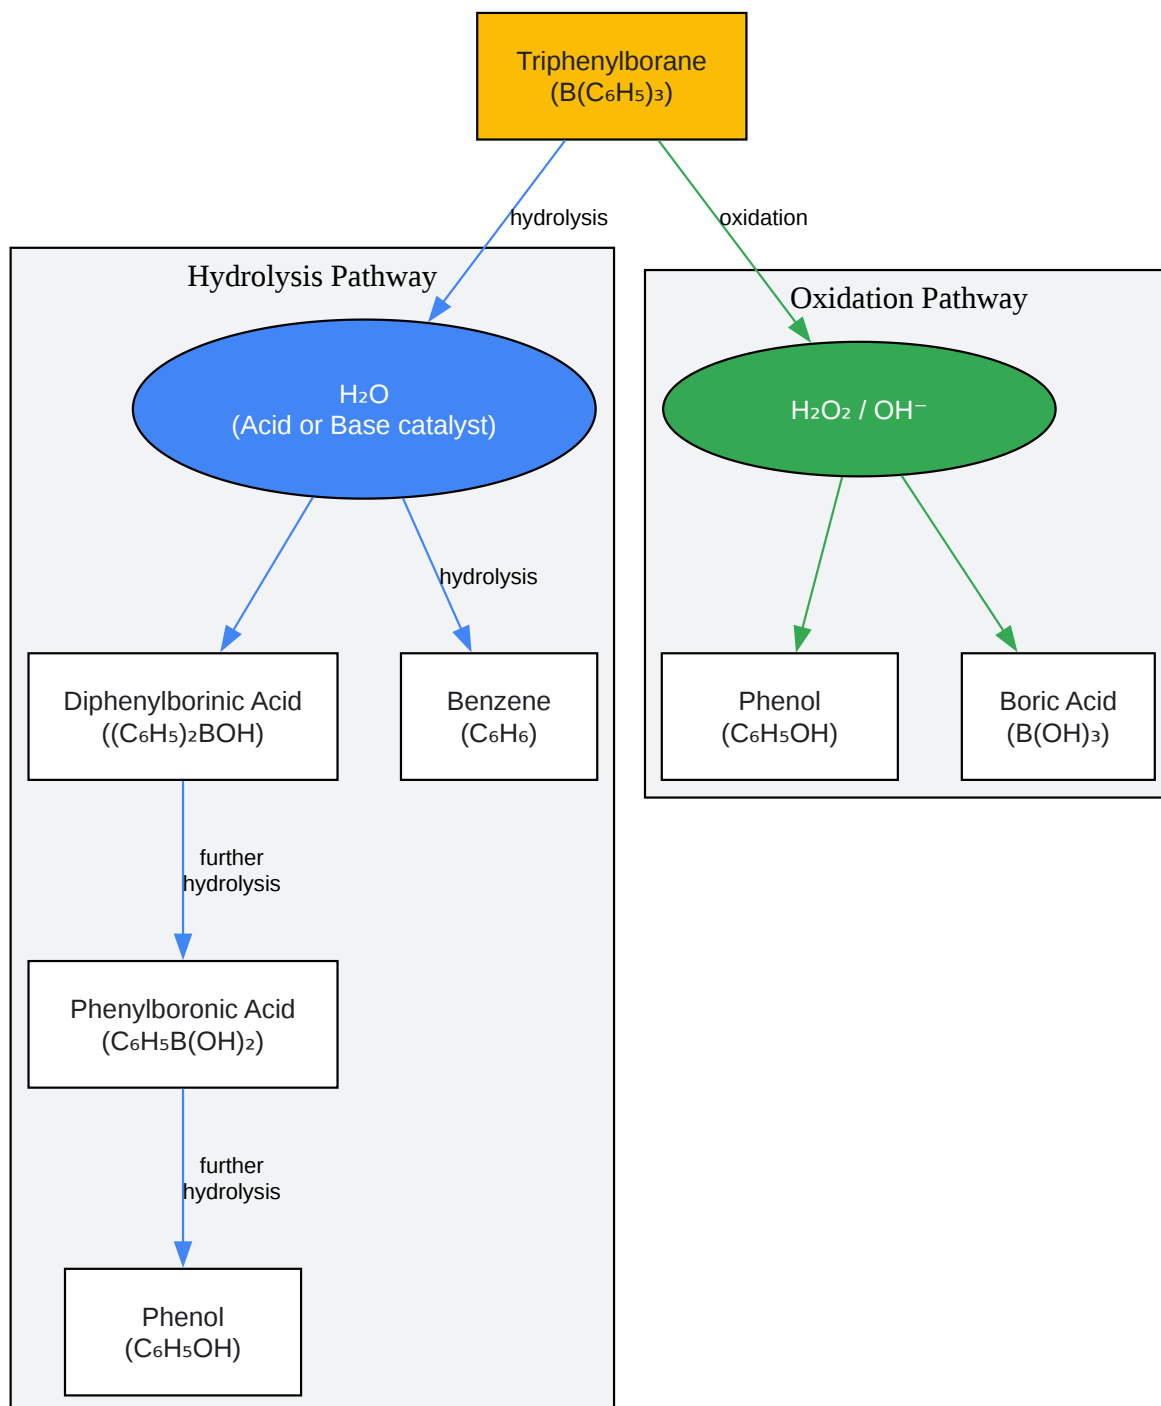 Triphenylborane
(B(C₆H₅)₃)
hydrolysis
oxidation
Hydrolysis Pathway
Oxidation Pathway
H₂O
(Acid or Base catalyst)
H₂O₂ / OH⁻
hydrolysis
Diphenylborinic Acid
((C₆H₅)₂BOH)
Benzene
(C₆H₆)
Phenol
(C₆H₅OH)
Boric Acid
(B(OH)₃)
further
hydrolysis
Phenylboronic Acid
(C₆H₅B(OH)₂)
further
hydrolysis
Phenol
(C₆H₅OH)